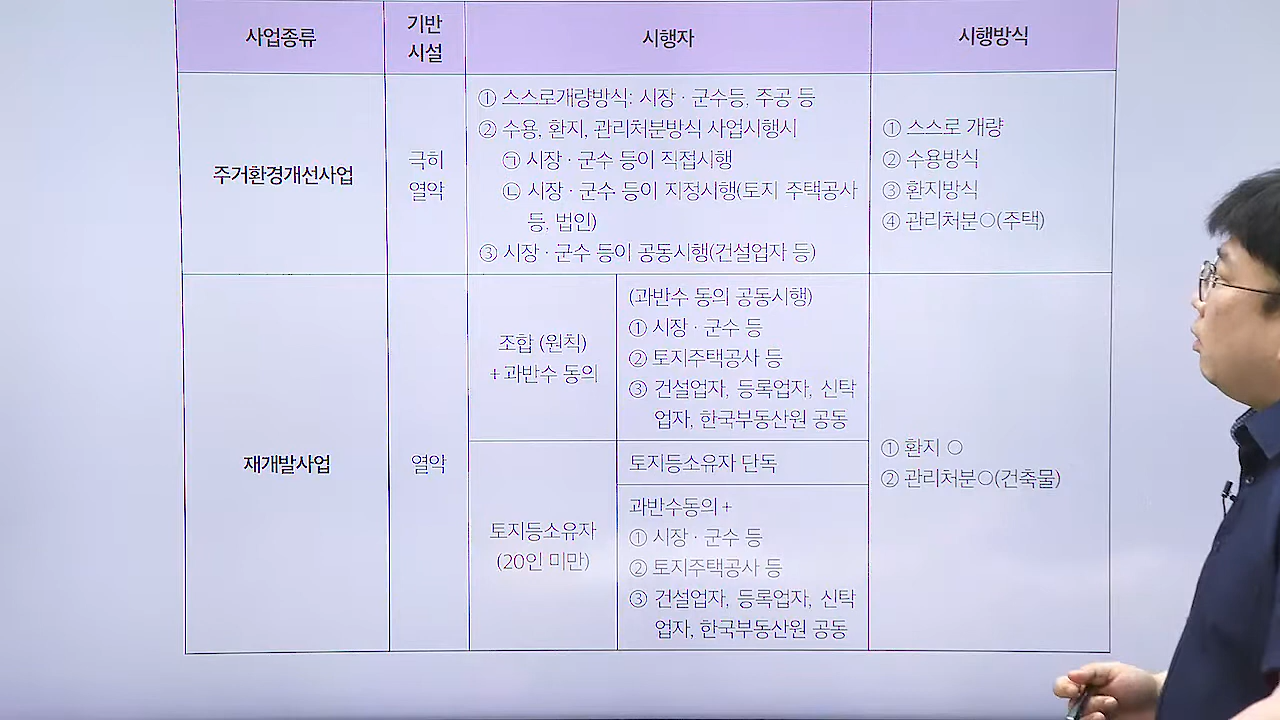 사업종류
기반
시설
시행자
시행방식
주거환경개선사업
극히
열악
① 스스로개량방식: 시장·군수등, 주공 등
② 수용, 환지, 관리처분방식 사업시행시
㉠ 시장·군수 등이 직접시행
㉡ 시장·군수 등이 지정시행(토지 주택공사
등, 법인)
③ 시장·군수 등이 공동시행(건설업자 등)
① 스스로 개량
② 수용방식
③ 환지방식
④ 관리처분○(주택)
재개발사업
열악
조합 (원칙)
+과반수 동의
(과반수 동의 공동시행)
① 시장·군수 등
② 토지주택공사 등
③ 건설업자, 등록업자, 신탁
업자, 한국부동산원 공동
토지등소유자
(20인 미만)
토지등소유자 단독
과반수동의+
① 시장·군수 등
② 토지주택공사 등
③ 건설업자, 등록업자, 신탁
업자, 한국부동산원 공동
① 환지 ○
② 관리처분○(건축물)